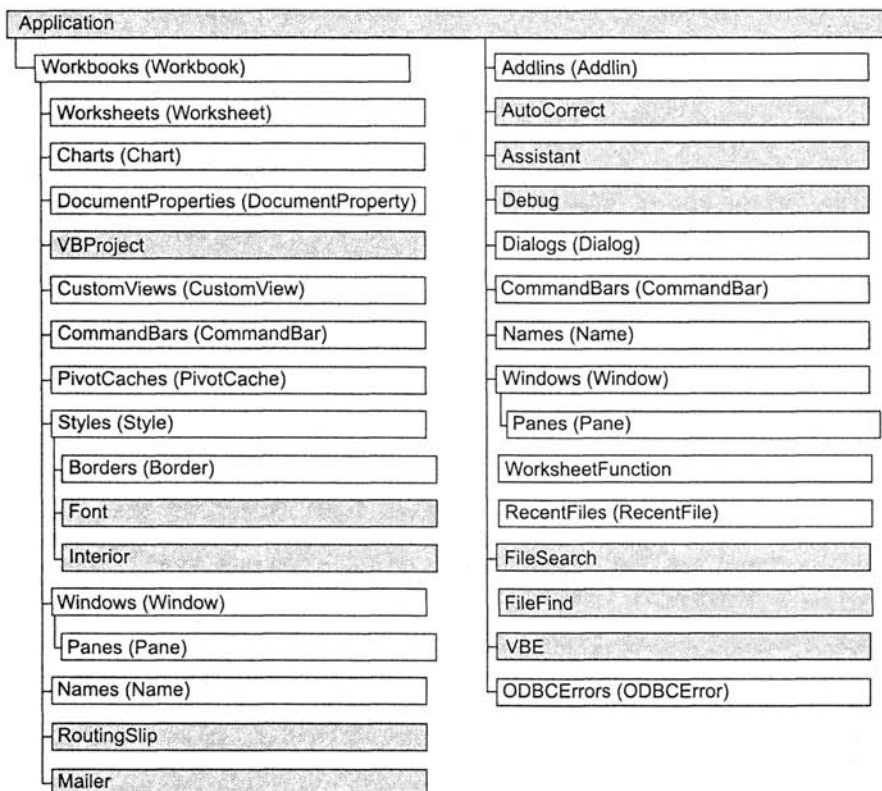 Application
Workbooks (Workbook)
Worksheets (Worksheet)
Charts (Chart)
DocumentProperties (DocumentProperty)
VBProject
CustomViews (CustomView)
CommandBars (CommandBar)
PivotCaches (PivotCache)
Styles (Style)
Borders (Border)
Font
Interior
Windows (Window)
Panes (Pane)
Names (Name)
RoutingSlip
Mailer
Addlins (Addlin)
AutoCorrect
Assistant
Debug
Dialogs (Dialog)
CommandBars (CommandBar)
Names (Name)
Windows (Window)
Panes (Pane)
WorksheetFunction
RecentFiles (RecentFile)
FileSearch
FileFind
VBE
ODBCErrors (ODBCError)